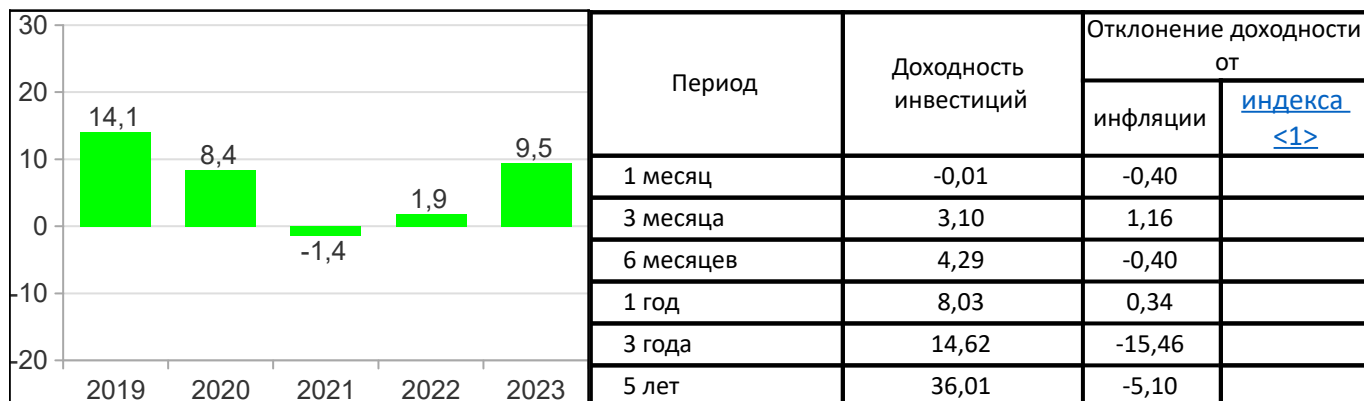 30
20
10
0
-10
-20
14,1
8,4
-1,4
1,9
9,5
2019 2020 2021 2022 2023
Период
Доходность
инвестиций
Отклонение доходности
от
инфляции
индекса
<1>
1 месяц -0,01 -0,40
3 месяца 3,10 1,16
6 месяцев 4,29 -0,40
1 год 8,03 0,34
3 года 14,62 -15,46
5 лет 36,01 -5,10